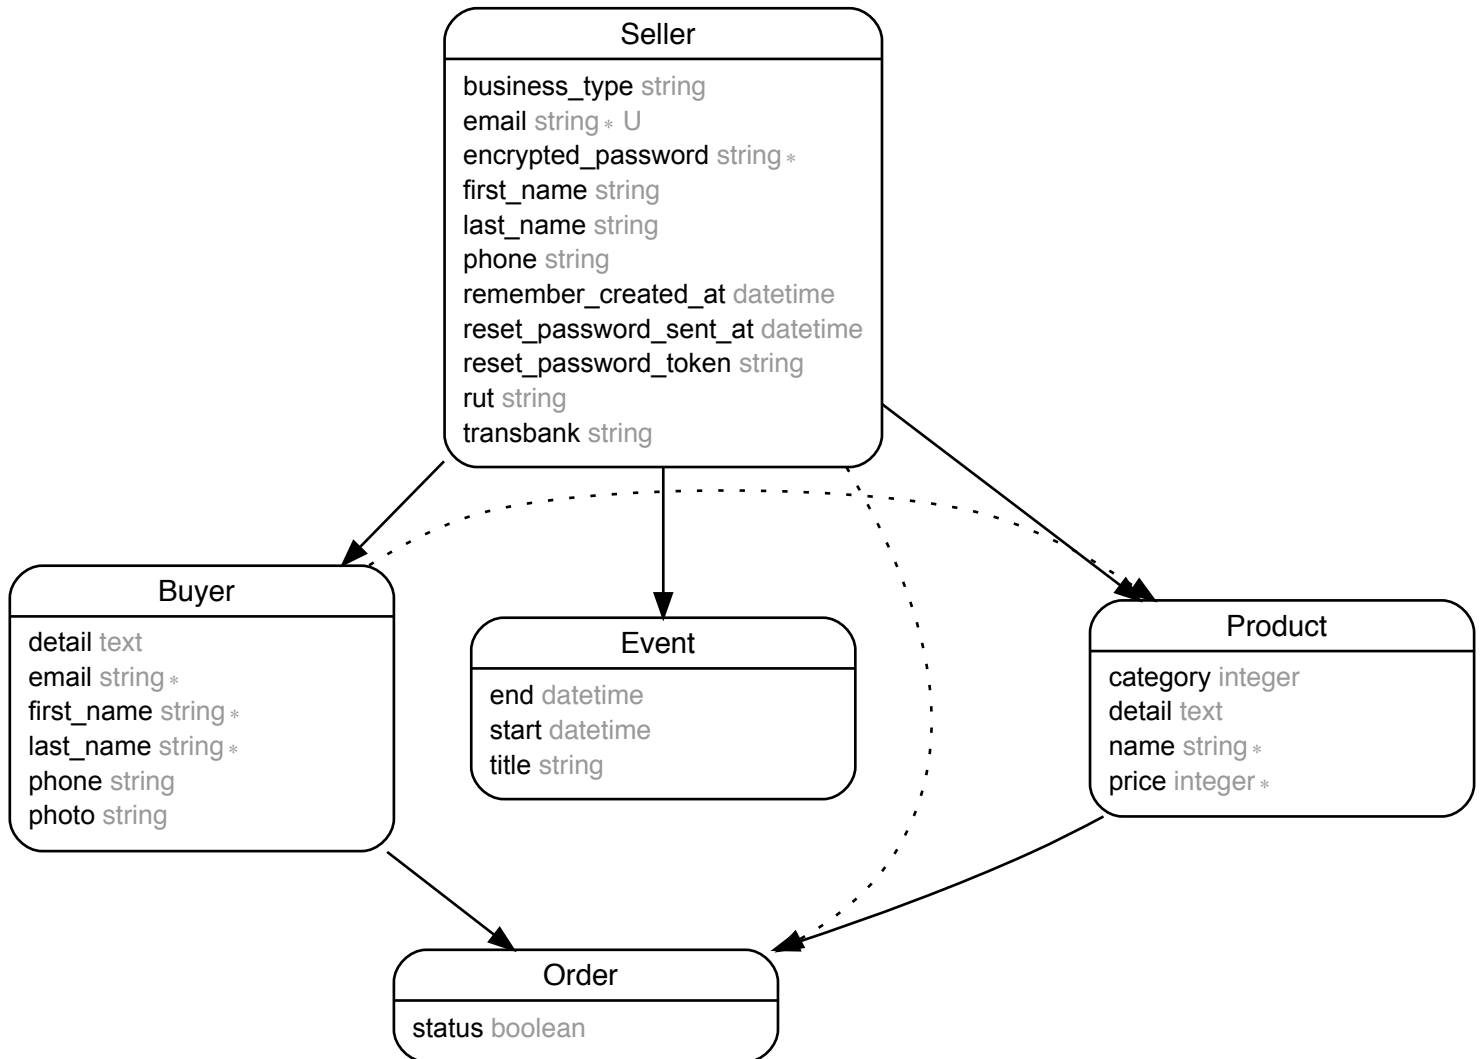 Seller
business_type string
email string* U
encrypted_password string*
first_name string
last_name string
phone string
remember_created_at datetime
reset_password_sent_at datetime
reset_password_token string
rut string
transbank string
Buyer
detail text
email string*
first_name string*
last_name string*
phone string
photo string
Event
end datetime
start datetime
title string
Product
category integer
detail text
name string*
price integer*
Order
status boolean